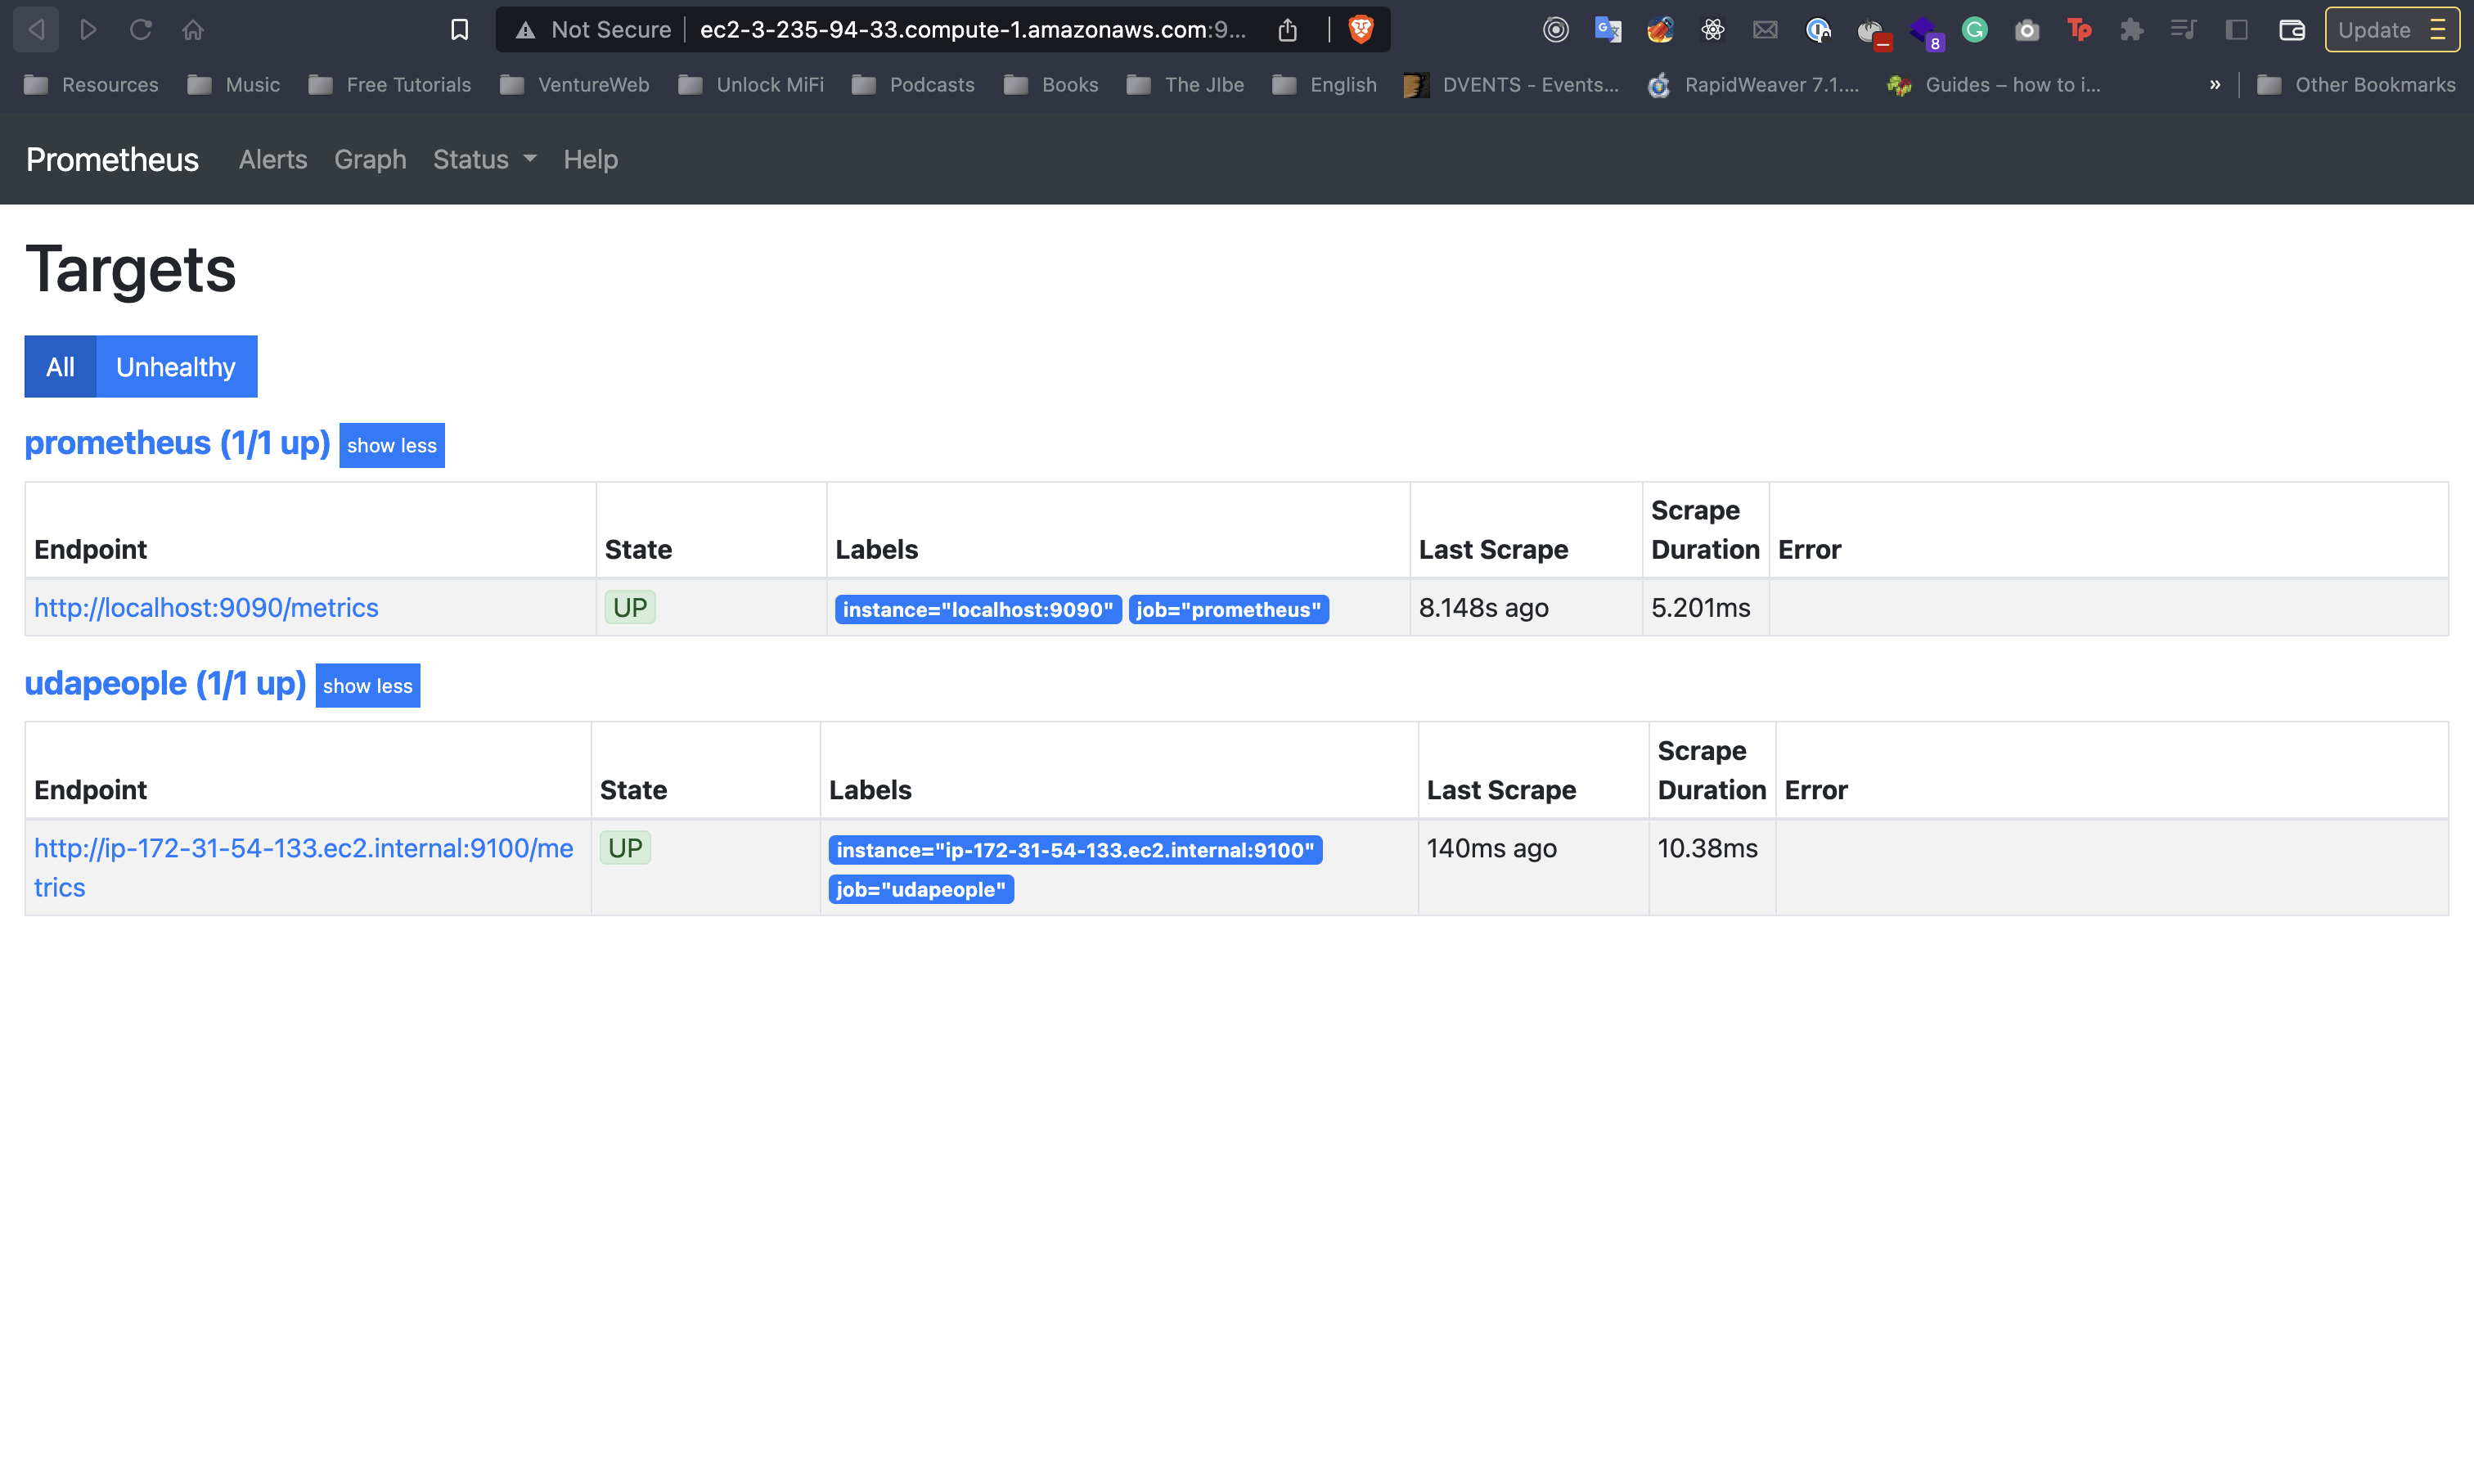 Not Secure ec2-3-235-94-33.compute-1.amazonaws.com:9... 8 Tp Update
Resources Music Free Tutorials VentureWeb Unlock MiFi Podcasts Books The JIbe English DVENTS - Events... RapidWeaver 7.1.... Guides – how to i... » Other Bookmarks
Prometheus Alerts Graph Status Help
Targets
All Unhealthy
prometheus (1/1 up) show less
Endpoint State Labels Last Scrape Scrape Duration Error
http://localhost:9090/metrics UP instance="localhost:9090" job="prometheus" 8.148s ago 5.201ms
udapeople (1/1 up) show less
Endpoint State Labels Last Scrape Scrape Duration Error
http://ip-172-31-54-133.ec2.internal:9100/me UP instance="ip-172-31-54-133.ec2.internal:9100" 140ms ago 10.38ms
trics job="udapeople"